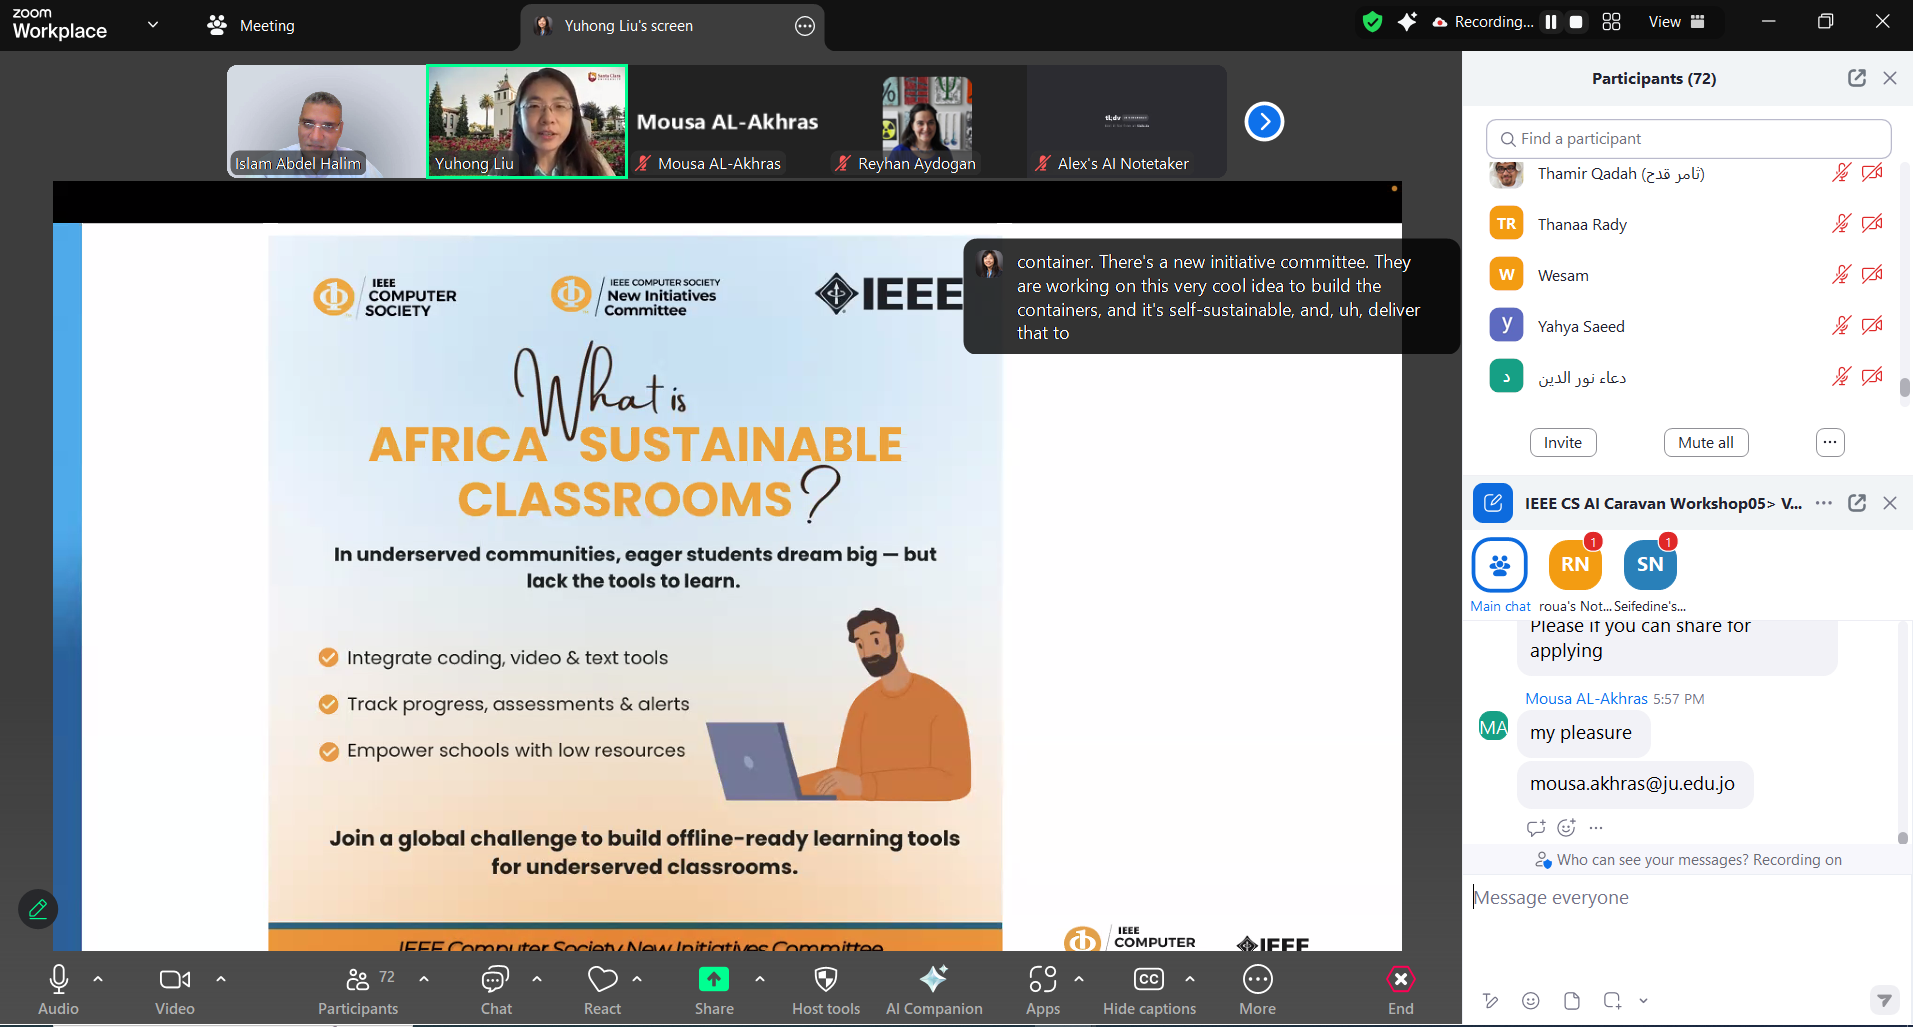 zoom
Workplace
Meeting
Yuhong Liu's screen
Recording...
View
Islam Abdel Halim
Santa Clara
Yuhong Liu
Mousa AL-Akhras
Mousa AL-Akhras
Reyhan Aydogan
tl;dv
Alex's AI Notetaker
IEEE
COMPUTER
SOCIETY
IEEE COMPUTER SOCIETY
New Initiatives
Committee
IEEE
container. There's a new initiative committee. They
are working on this very cool idea to build the
containers, and it's self-sustainable, and, uh, deliver
that to
What is
AFRICA SUSTAINABLE
CLASSROOMS?
In underserved communities, eager students dream big — but
lack the tools to learn.
Integrate coding, video & text tools
Track progress, assessments & alerts
Empower schools with low resources
Join a global challenge to build offline-ready learning tools
for underserved classrooms.
IEEE Computer Society New Initiatives Committee
IEEE
COMPUTER
IEEE
Participants (72)
Find a participant
Thamir Qadah (ثامر قدح)
TR
Thanaa Rady
W
Wesam
y
Yahya Saeed
د
دعاء نور الدين
Invite
Mute all
IEEE CS AI Caravan Workshop05> V...
1
1
RN
SN
Main chat
roua's Not...
Seifedine's...
Please if you can share for
applying
Mousa AL-Akhras 5:57 PM
MA
my pleasure
mousa.akhras@ju.edu.jo
Who can see your messages? Recording on
Message everyone
Audio
Video
72
Participants
Chat
React
Share
Host tools
AI Companion
Apps
CC
Hide captions
More
End